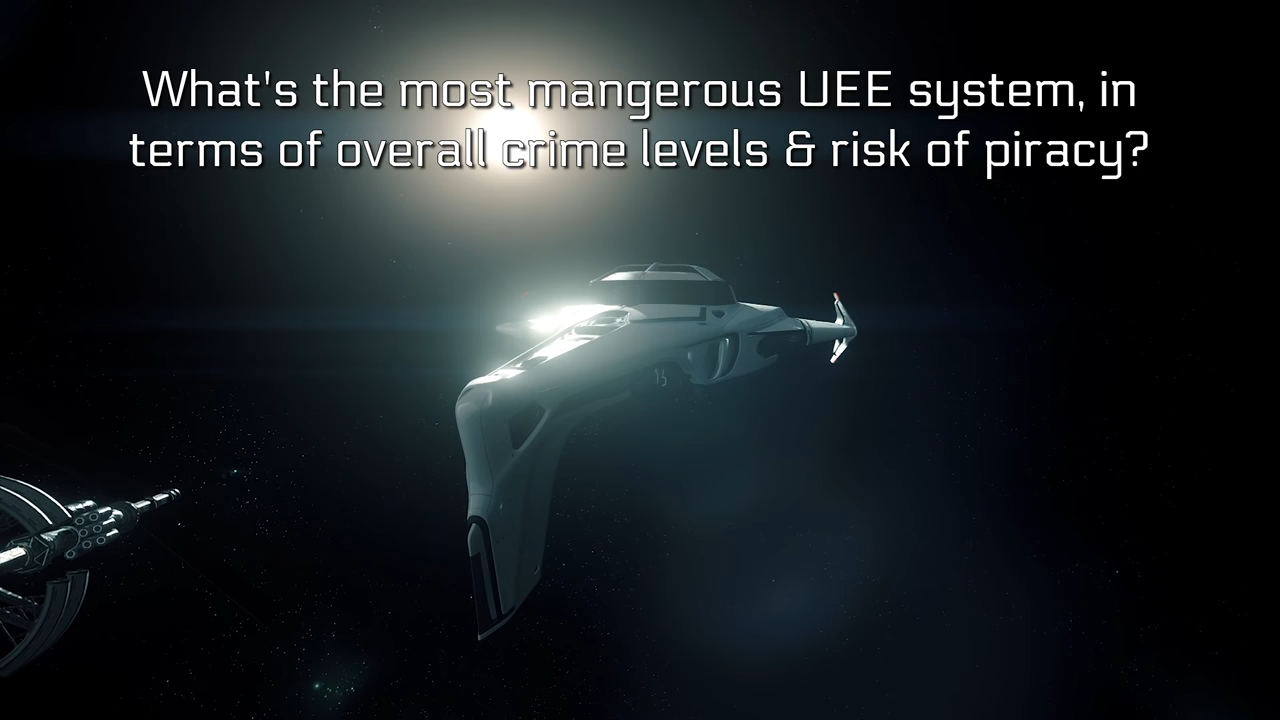 What's the most mangerous UEE system, in
terms of overall crime levels & risk of piracy?